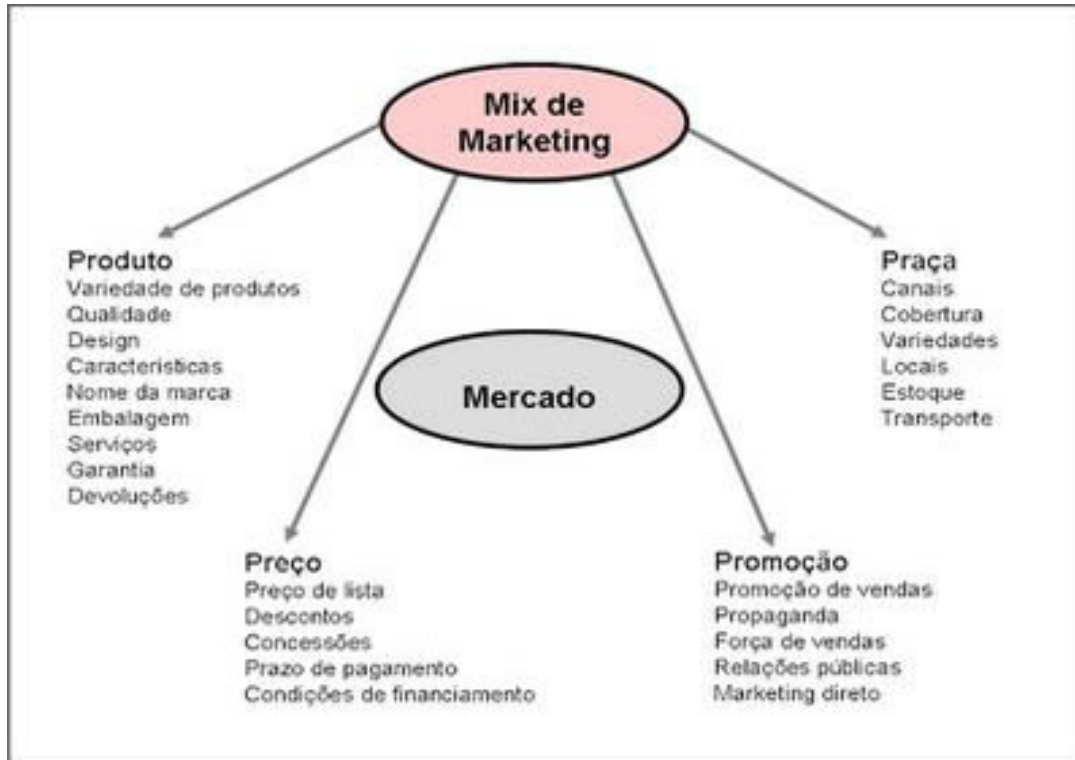 Mix de
Marketing
Produto
Variedade de produtos
Qualidade
Design
Características
Nome da marca
Embalagem
Serviços
Garantia
Devoluções
Mercado
Praça
Canais
Cobertura
Variedades
Locais
Estoque
Transporte
Preço
Preço de lista
Descontos
Concessões
Prazo de pagamento
Condições de financiamento
Promoção
Promoção de vendas
Propaganda
Força de vendas
Relações públicas
Marketing direto